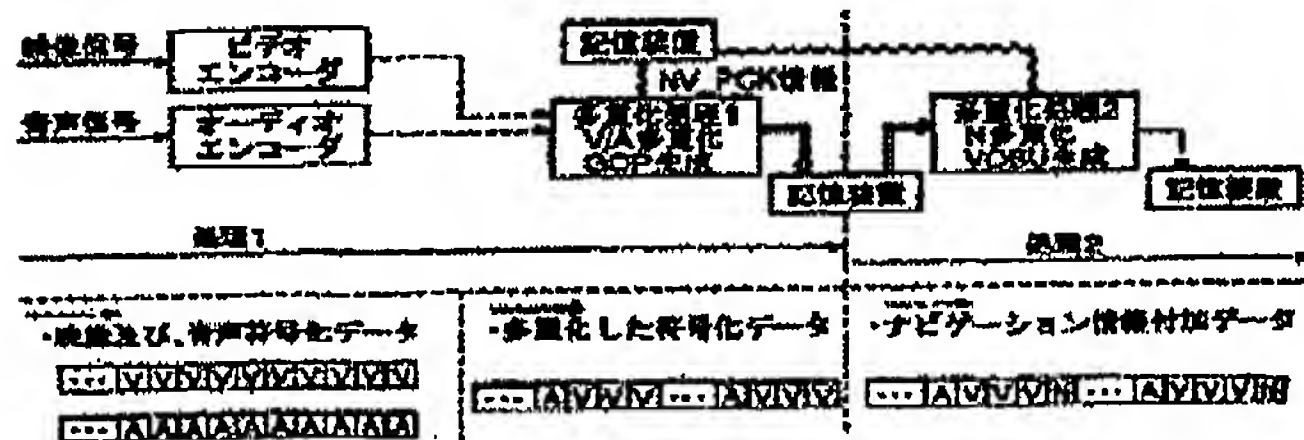 映像信号
ビデオ
エンコーダ
音声信号
オーディオ
エンコーダ
記憶装置
NV_PCK情報
多重化処理1
V/A多重化
GOP生成
記憶装置
多重化処理2
N多重化
VOBU生成
記憶装置
処理1
処理2
・映像及び、音声符号化データ
・多重化した符号化データ
・ナビゲーション情報付加データ
… V V V V V V V V V V
… A V V V … A V V V
… A V V V N … A V V V N
… A A A A A A A A A